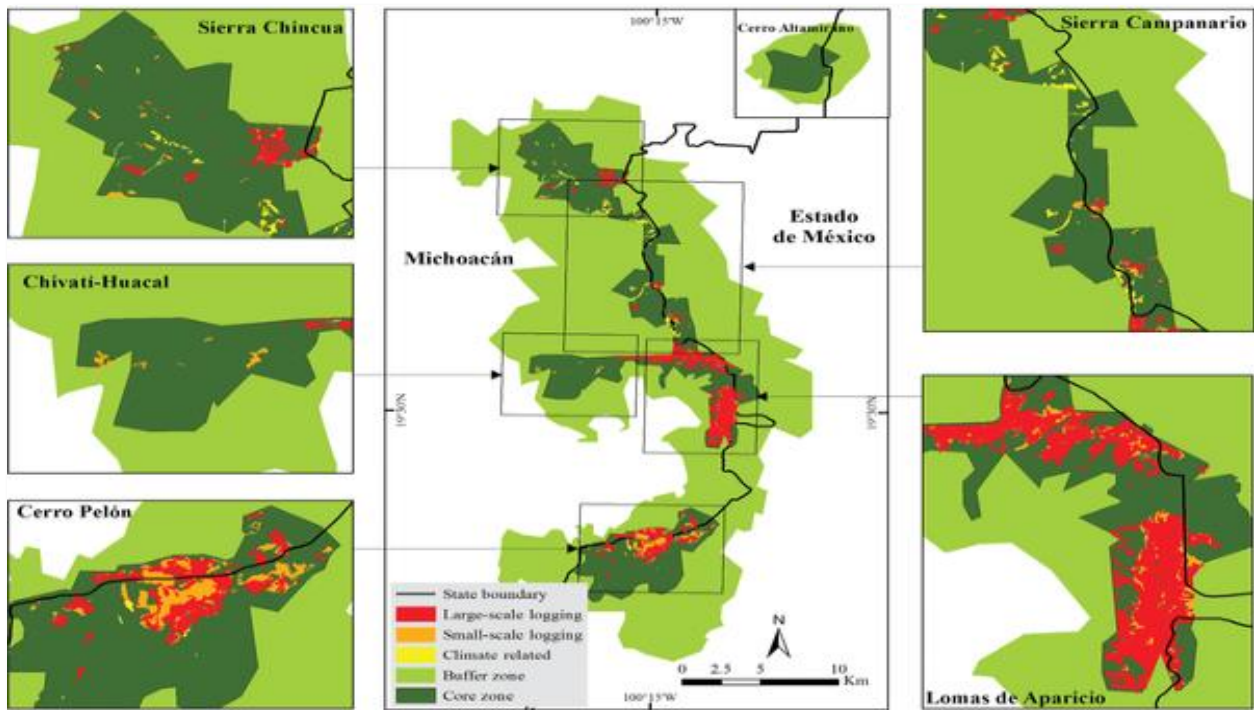 Sierra Chincua
Chivatí-Huacal
Cerro Pelón
100°15'W
Cerro Altamirano
Michoacán
Estado
de México
19°30'N
19°30'N
State boundary
Large-scale logging
Small-scale logging
Climate related
Buffer zone
Core zone
N
0 2.5 5 10
Km
100°15'W
Sierra Campanario
Lomas de Aparicio